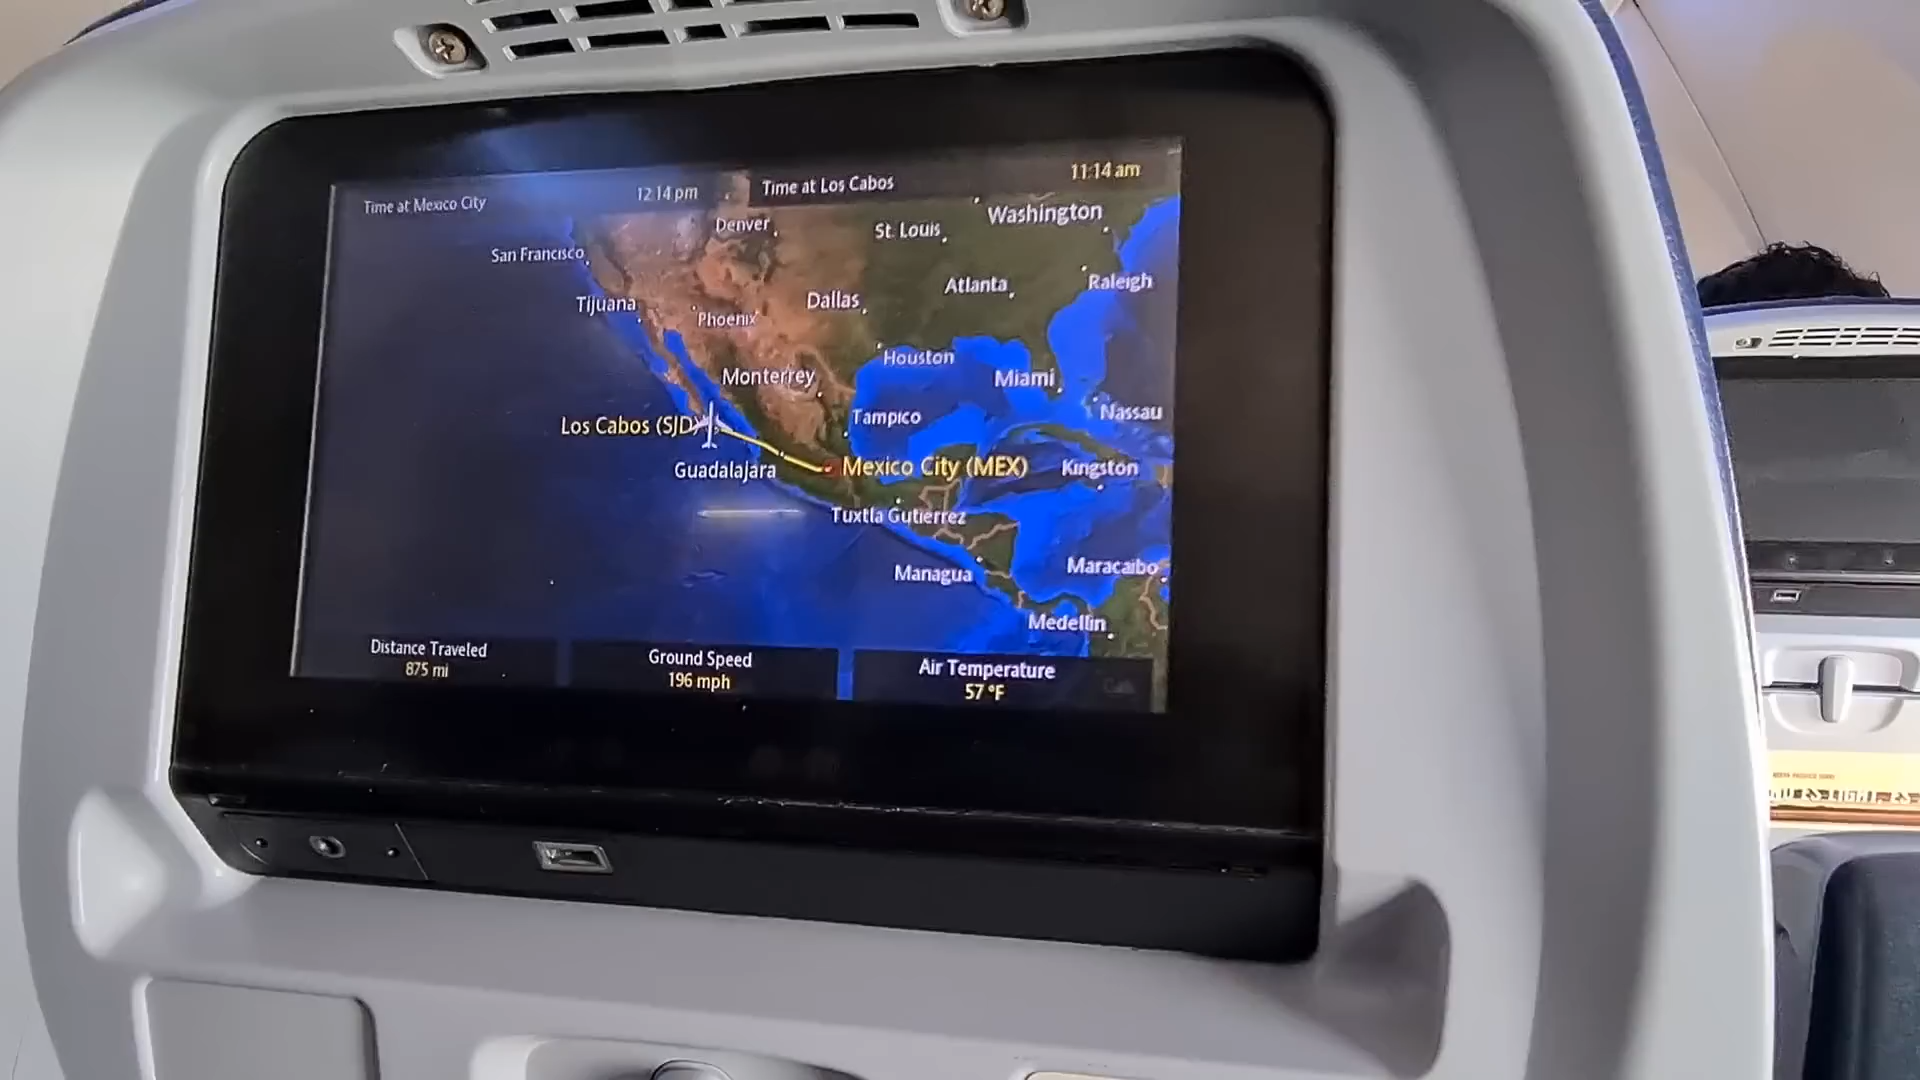 Time at Mexico City 12:14 pm
Time at Los Cabos 11:14 am
Washington
Denver
St. Louis
San Francisco
Atlanta
Raleigh
Tijuana
Dallas
Phoenix
Houston
Monterrey
Miami
Nassau
Tampico
Los Cabos (SJD)
Guadalajara
Mexico City (MEX)
Kingston
Tuxtla Gutierrez
Managua
Maracaibo
Medellin
Distance Traveled
875 mi
Ground Speed
196 mph
Air Temperature
57 °F